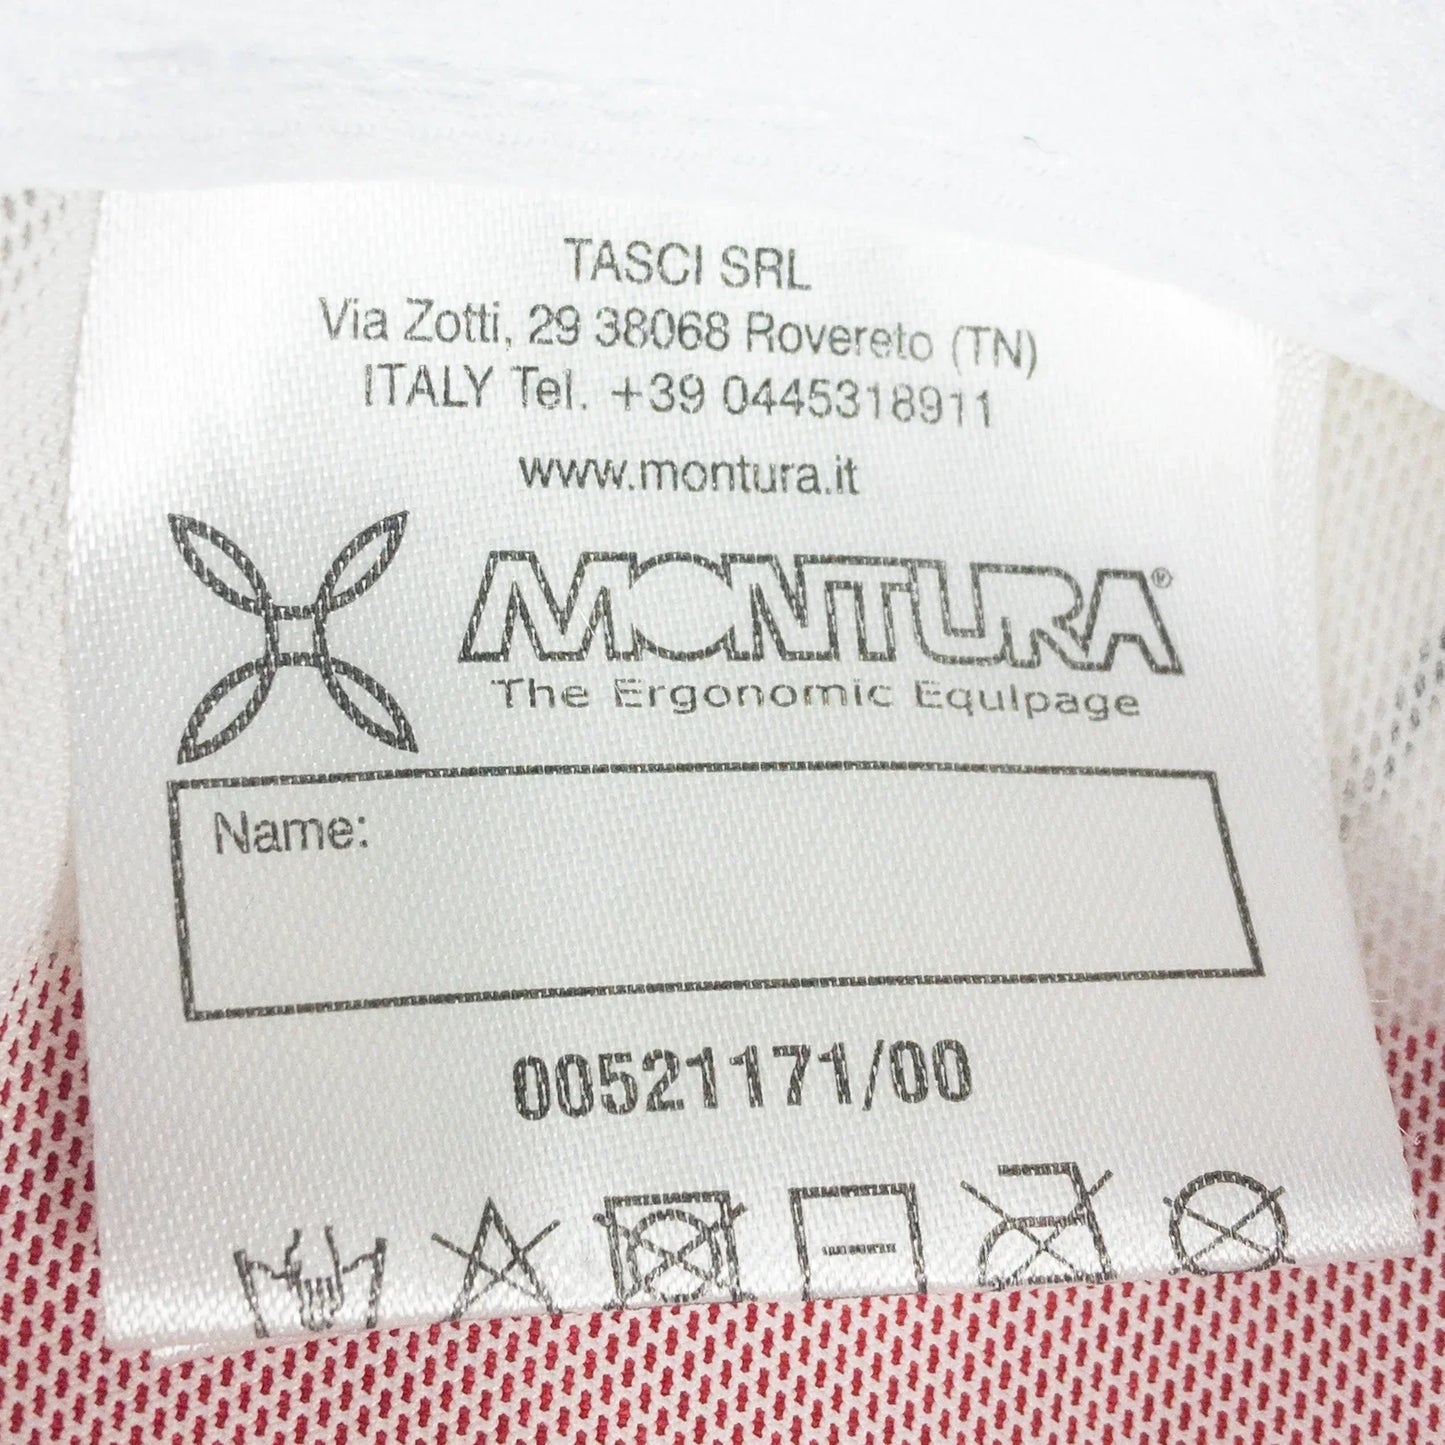 TASCI SRL
Via Zotti, 29 38068 Rovereto (TN)
ITALY Tel. +39 0445318911
www.montura.it
MONTURA®
The Ergonomic Equipage
Name:
00521171/00